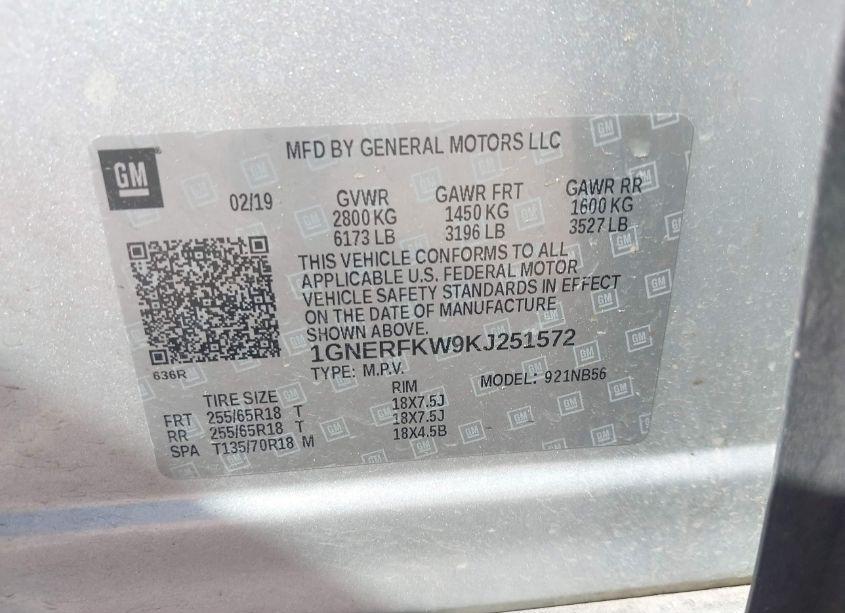 MFD BY GENERAL MOTORS LLC
GM
02/19
GVWR GAWR FRT GAWR RR
2800 KG 1450 KG 1600 KG
6173 LB 3196 LB 3527 LB
THIS VEHICLE CONFORMS TO ALL
APPLICABLE U.S. FEDERAL MOTOR
VEHICLE SAFETY STANDARDS IN EFFECT
ON THE DATE OF MANUFACTURE
SHOWN ABOVE.
1GNERFKW9KJ251572
636R
TYPE: M.P.V. MODEL: 921NB56
TIRE SIZE RIM
FRT 255/65R18 T 18X7.5J
RR 255/65R18 T 18X7.5J
SPA T135/70R18 M 18X4.5B